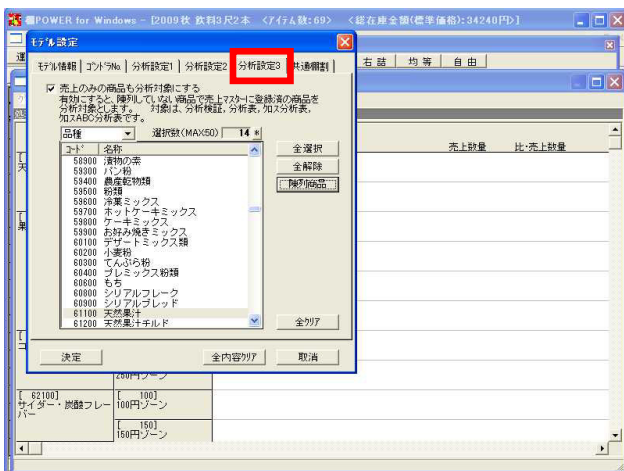 棚POWER for Windows - [2009秋 飲料3尺2本 <アイテム数:69> <総在庫金額(標準価格):34240円>]
モデル設定
モデル情報 コンドラNo. 分析設定1 分析設定2 分析設定3 共通棚割
右詰 均等 自由
売上のみの商品も分析対象にする
有効にすると、陳列していない商品で売上マスターに登録済の商品を
分析対象とします。 対象は、分析検証, 分析表, クロス分析表,
クロスABC分析表です。
品種 選択数(MAX50) 14 *
コード 名称
58900 漬物の素
59300 パン粉
59400 農産乾物類
59500 粉類
59600 冷菓ミックス
59700 ホットケーキミックス
59800 ケーキミックス
59900 お好み焼きミックス
60100 デザートミックス類
60200 小麦粉
60300 てんぷら粉
60400 プレミックス粉類
60800 もち
60800 シリアルフレーク
60900 シリアルブレッド
61100 天然果汁
61200 天然果汁チルド
全選択
全解除
陳列商品
全クリア
決定 全内容クリア 取消
売上数量 比・売上数量
[ 62100]
サイダー・炭酸フレーバー
[ 100]
100円ゾーン
[ 150]
150円ゾーン